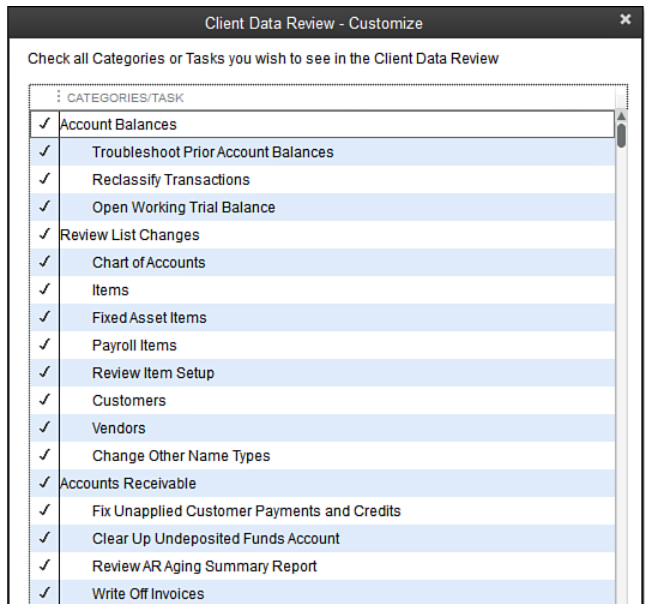 Client Data Review - Customize
Check all Categories or Tasks you wish to see in the Client Data Review
CATEGORIES/TASK
Account Balances
Troubleshoot Prior Account Balances
Reclassify Transactions
Open Working Trial Balance
Review List Changes
Chart of Accounts
Items
Fixed Asset Items
Payroll Items
Review Item Setup
Customers
Vendors
Change Other Name Types
Accounts Receivable
Fix Unapplied Customer Payments and Credits
Clear Up Undeposited Funds Account
Review AR Aging Summary Report
Write Off Invoices